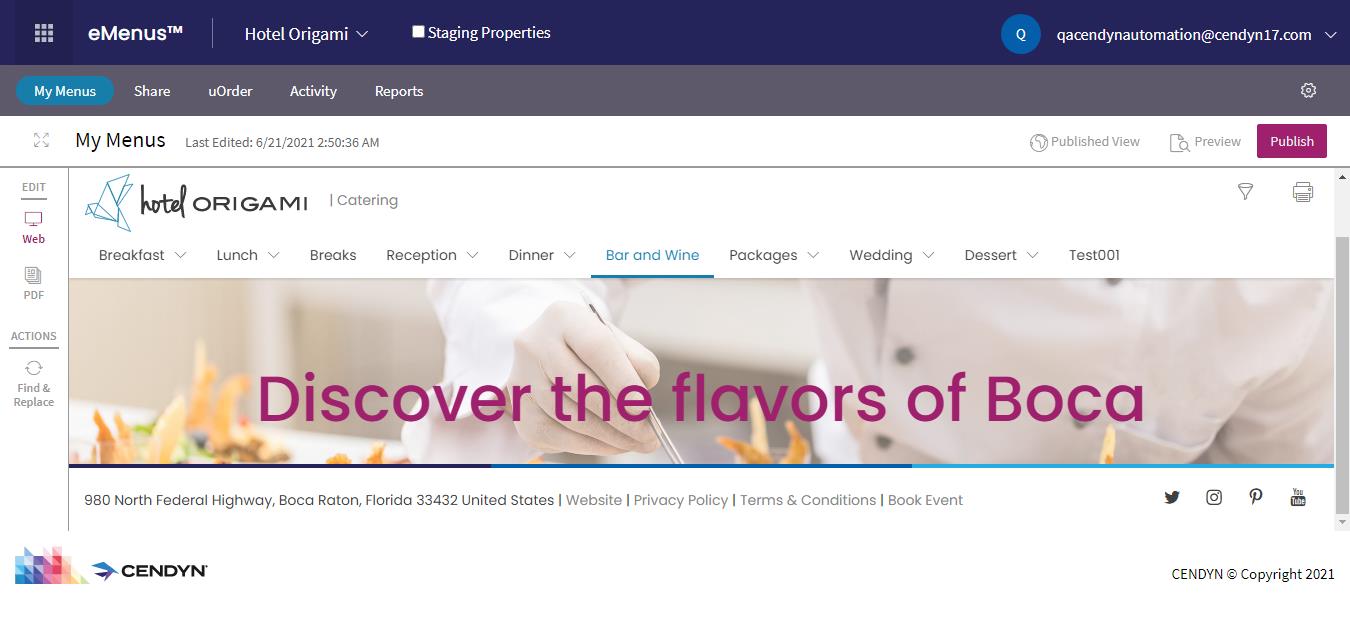 eMenus™ Hotel Origami Staging Properties Q qacendynautomation@cendyn17.com
My Menus Share uOrder Activity Reports
My Menus Last Edited: 6/21/2021 2:50:36 AM Published View Preview Publish
EDIT
Web
PDF
ACTIONS
Find &
Replace
hotel ORIGAMI | Catering
Breakfast Lunch Breaks Reception Dinner Bar and Wine Packages Wedding Dessert Test001
Discover the flavors of Boca
980 North Federal Highway, Boca Raton, Florida 33432 United States | Website | Privacy Policy | Terms & Conditions | Book Event
You
Tube
CENDYN CENDYN © Copyright 2021